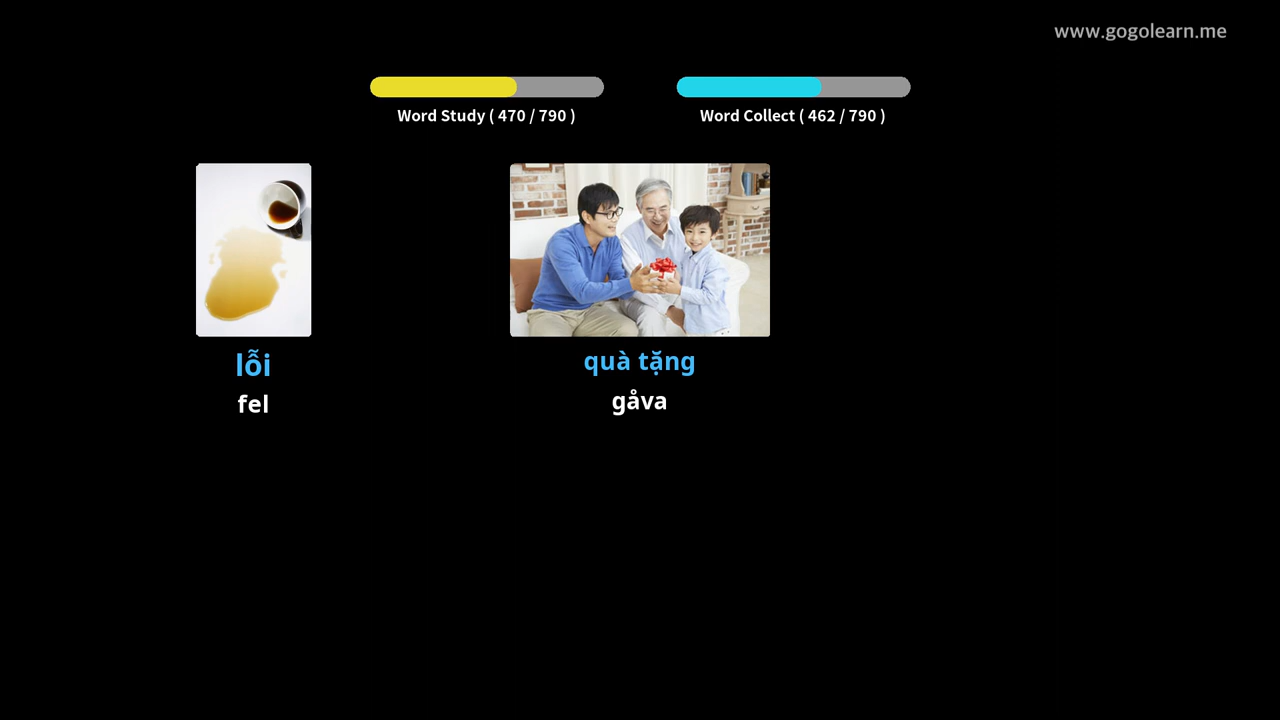 www.gogolearn.me
Word Study ( 470 / 790 )
Word Collect ( 462 / 790 )
lỗi
fel
quà tặng
gåva